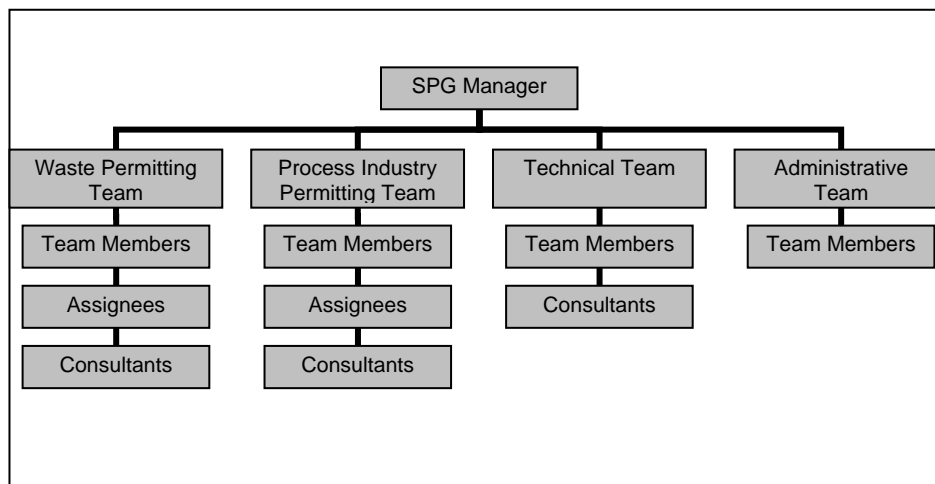 SPG Manager
Waste Permitting
Team
Process Industry
Permitting Team
Technical Team
Administrative
Team
Team Members
Team Members
Team Members
Team Members
Assignees
Assignees
Consultants
Consultants
Consultants